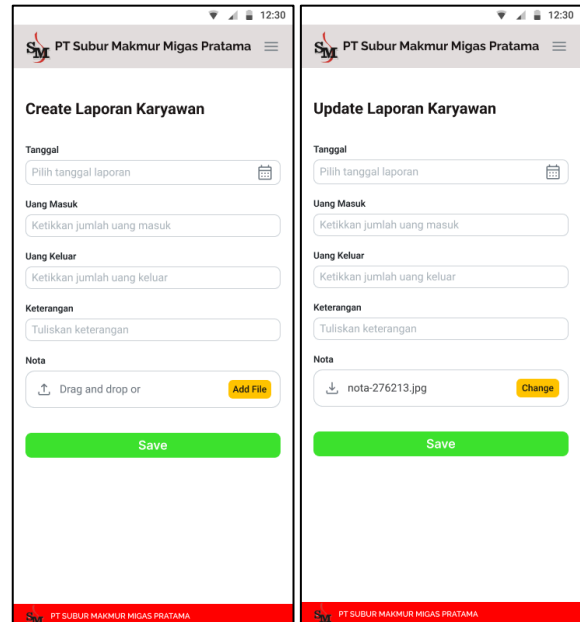 12:30
SM PT Subur Makmur Migas Pratama
Create Laporan Karyawan
Tanggal
Pilih tanggal laporan
Uang Masuk
Ketikkan jumlah uang masuk
Uang Keluar
Ketikkan jumlah uang keluar
Keterangan
Tuliskan keterangan
Nota
Drag and drop or
Add File
Save
SM PT SUBUR MAKMUR MIGAS PRATAMA
12:30
SM PT Subur Makmur Migas Pratama
Update Laporan Karyawan
Tanggal
Pilih tanggal laporan
Uang Masuk
Ketikkan jumlah uang masuk
Uang Keluar
Ketikkan jumlah uang keluar
Keterangan
Tuliskan keterangan
Nota
nota-276213.jpg
Change
Save
SM PT SUBUR MAKMUR MIGAS PRATAMA